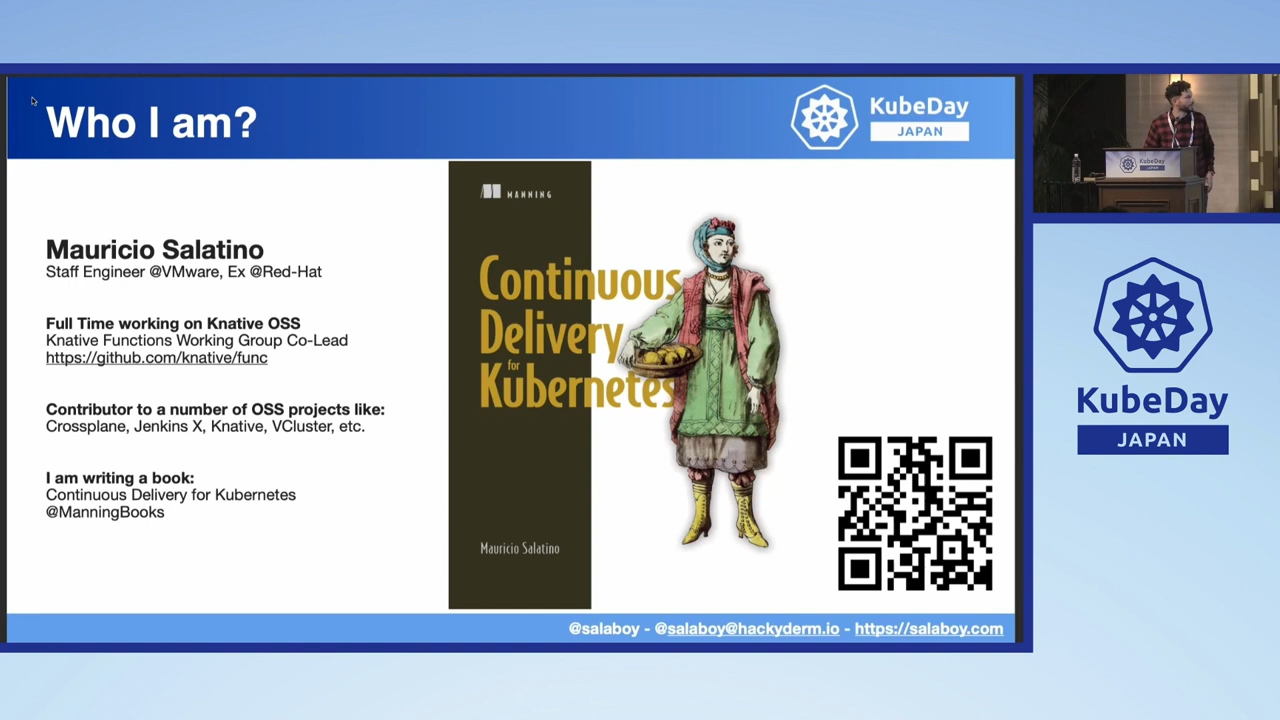 Who I am?
KubeDay
JAPAN
Mauricio Salatino
Staff Engineer @VMware, Ex @Red-Hat
Full Time working on Knative OSS
Knative Functions Working Group Co-Lead
https://github.com/knative/func
Contributor to a number of OSS projects like:
Crossplane, Jenkins X, Knative, VCluster, etc.
I am writing a book:
Continuous Delivery for Kubernetes
@ManningBooks
MANNING
Continuous
Delivery
for
Kubernetes
Mauricio Salatino
@salaboy - @salaboy@hackyderm.io - https://salaboy.com
KubeDay
JAPAN
KubeDay
JAPAN